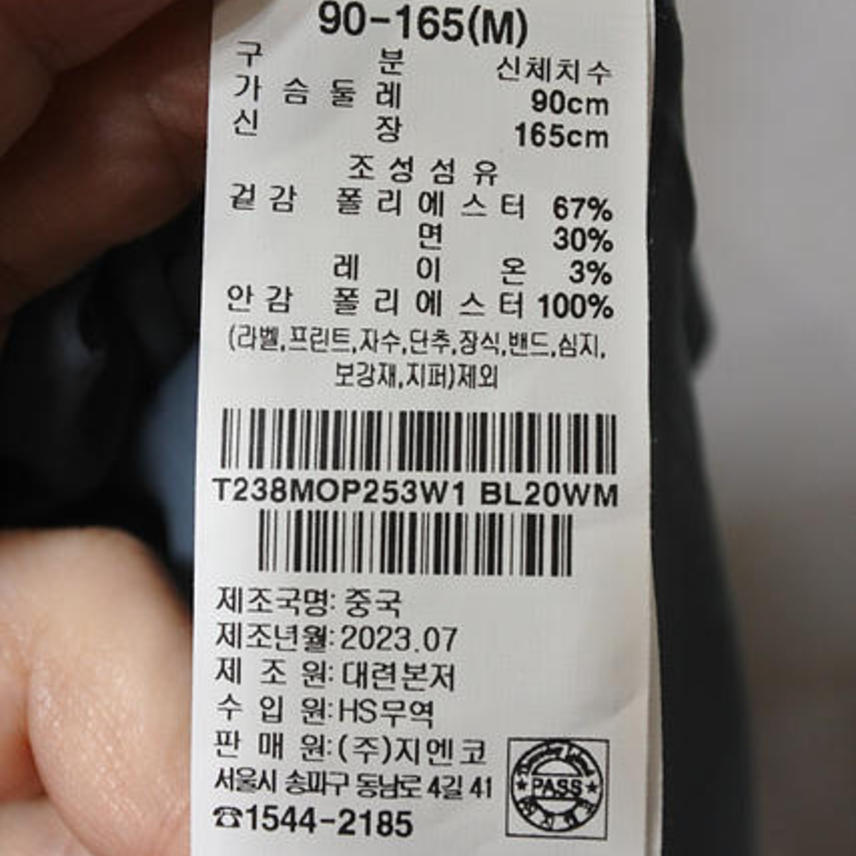 90-165(M)
구 분 신체치수
가 슴 둘 레 90cm
신 장 165cm
조 성 섬 유
겉 감 폴 리 에 스 터 67%
면 30%
레 이 온 3%
안 감 폴 리 에 스 터 100%
(라벨,프린트,자수,단추,장식,밴드,심지,
보강재,지퍼)제외
T238MOP253W1 BL20WM
제조국명: 중국
제조년월: 2023.07
제 조 원: 대련본저
수 입 원: HS무역
판 매 원: (주)지엔코
서울시 송파구 동남로 4길 41
☎1544-2185
PASS